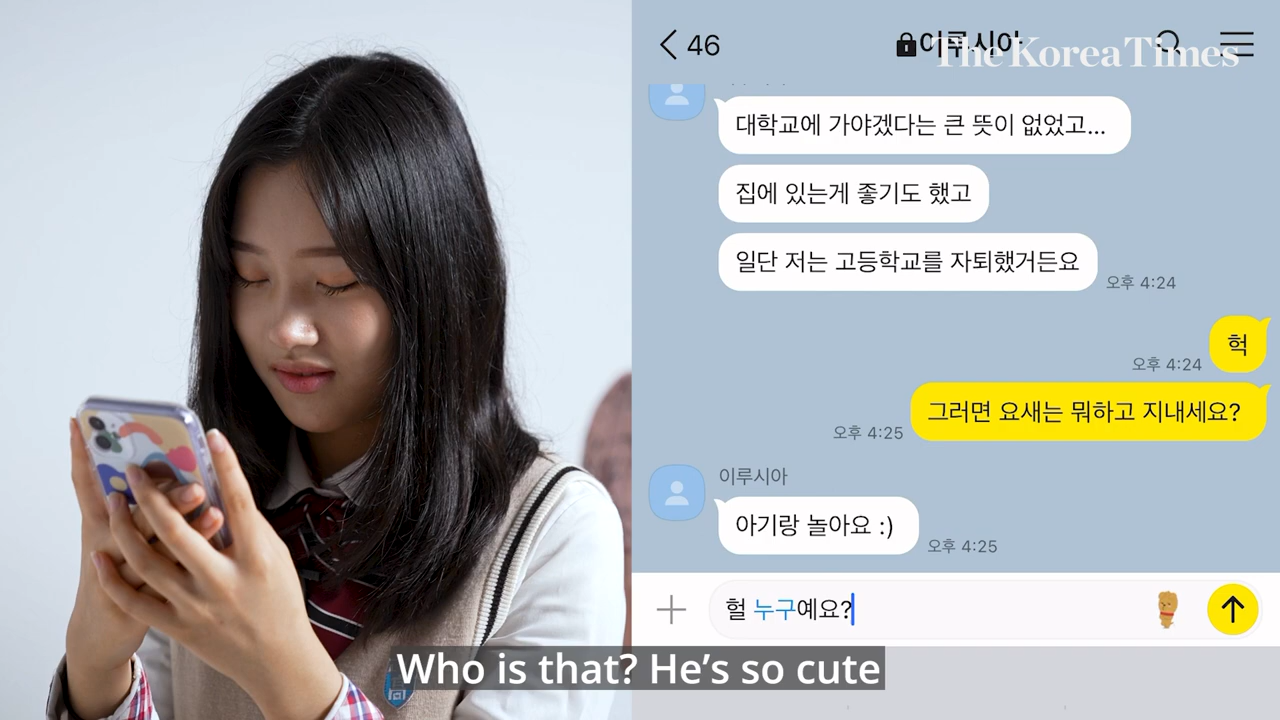 46
이루시아
The Korea Times
대학교에 가야겠다는 큰 뜻이 없었고...
집에 있는게 좋기도 했고
일단 저는 고등학교를 자퇴했거든요
오후 4:24
헉
오후 4:24
그러면 요새는 뭐하고 지내세요?
오후 4:25
이루시아
아기랑 놀아요 :)
오후 4:25
헐 누구예요?
Who is that? He's so cute